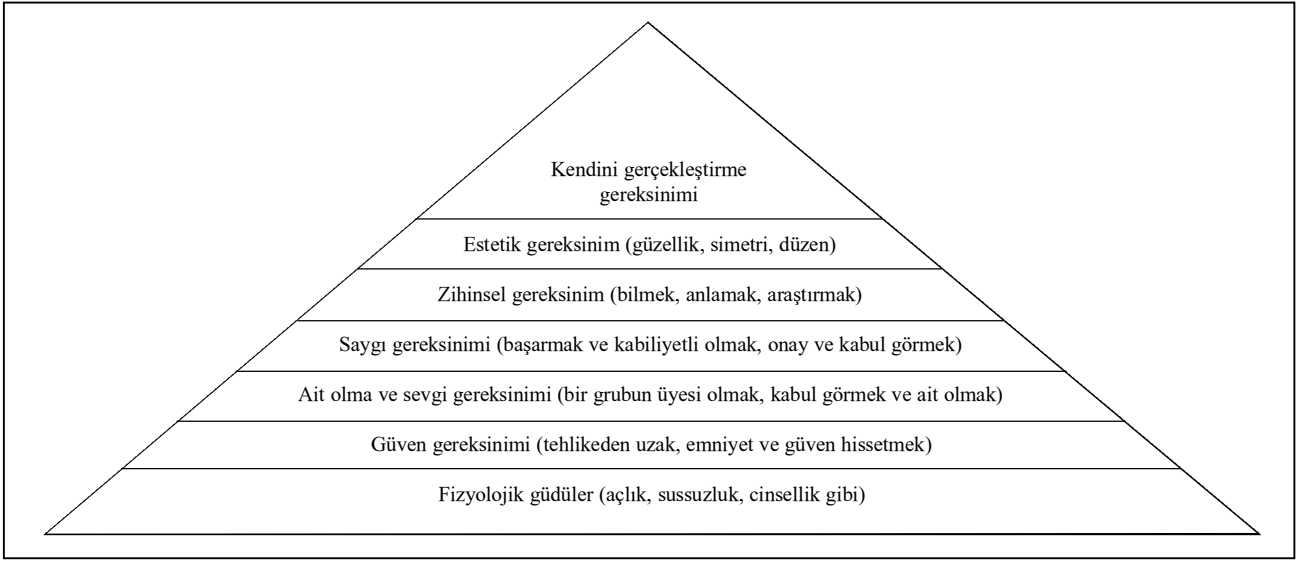 Kendini gerçekleştirme
gereksinimi
Estetik gereksinim (güzellik, simetri, düzen)
Zihinsel gereksinim (bilmek, anlamak, araştırmak)
Saygı gereksinimi (başarmak ve kabiliyetli olmak, onay ve kabul görmek)
Ait olma ve sevgi gereksinimi (bir grubun üyesi olmak, kabul görmek ve ait olmak)
Güven gereksinimi (tehlikeden uzak, emniyet ve güven hissetmek)
Fizyolojik güdüler (açlık, sussuzluk, cinsellik gibi)